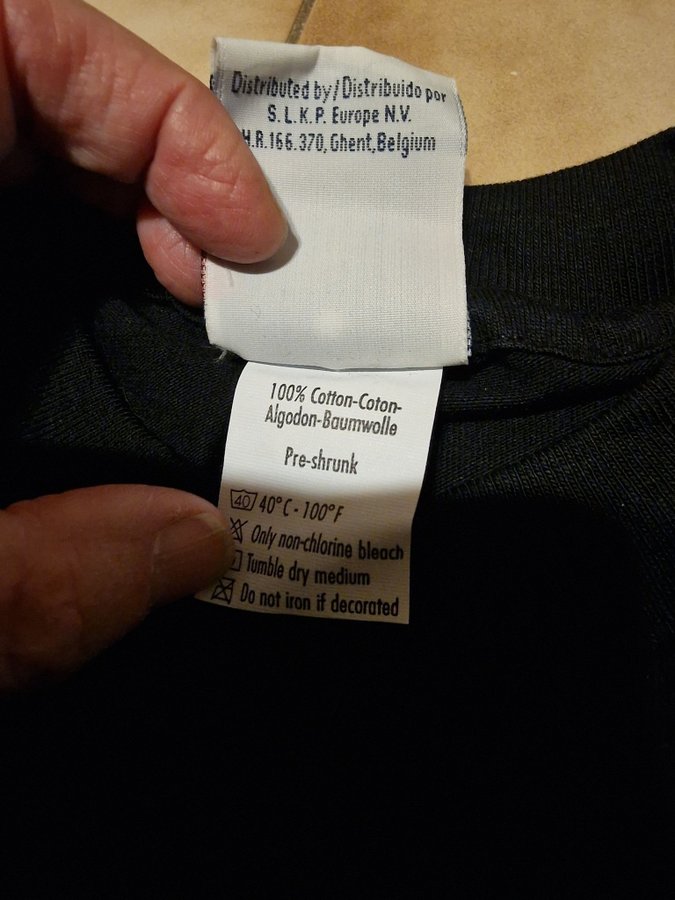 Distributed by/Distribuido por
S.L.K.P. Europe N.V.
H.R.166.370, Ghent, Belgium
100% Cotton-Coton-
Algodon-Baumwolle
Pre-shrunk
40 40°C - 100°F
Only non-chlorine bleach
Tumble dry medium
Do not iron if decorated